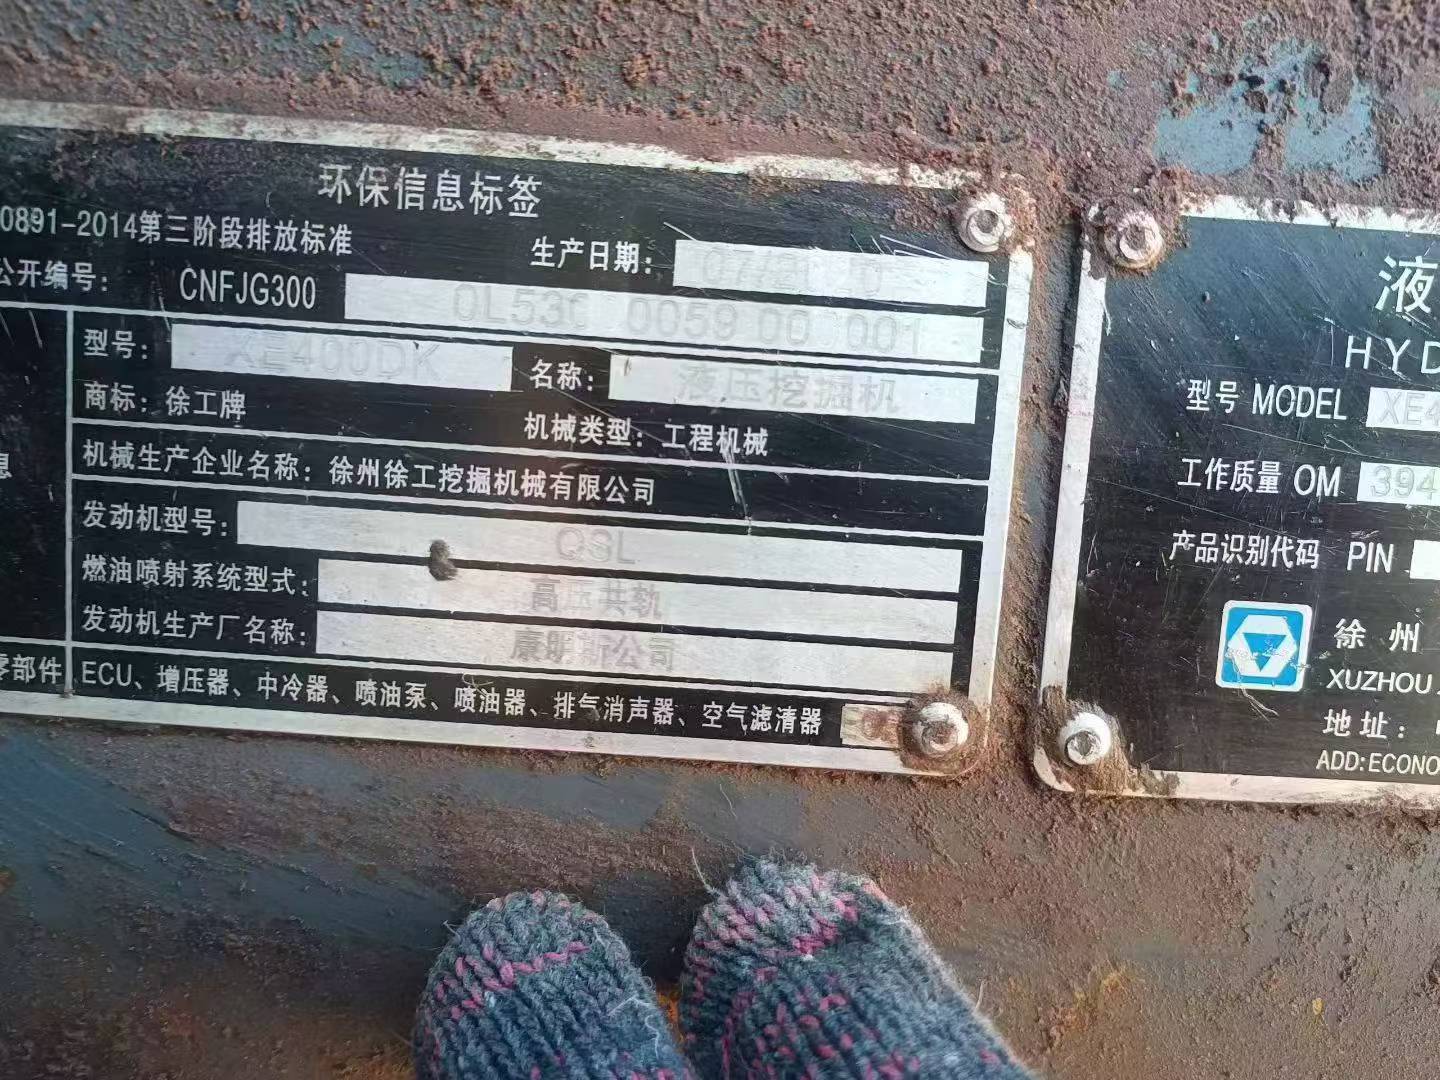 环保信息标签
0891-2014第三阶段排放标准
生产日期： 07/2020
公开编号： CNFJG300
型号： XE400DK 名称： 液压挖掘机
商标：徐工牌 机械类型：工程机械
机械生产企业名称：徐州徐工挖掘机械有限公司
发动机型号： QSL
燃油喷射系统型式： 高压共轨
发动机生产厂名称： 康明斯公司
零部件 ECU、增压器、中冷器、喷油泵、喷油器、排气消声器、空气滤清器
液
HYD
型号 MODEL XE4
工作质量 OM 394
产品识别代码 PIN
徐 州
XUZHOU
地 址：
ADD:ECONO